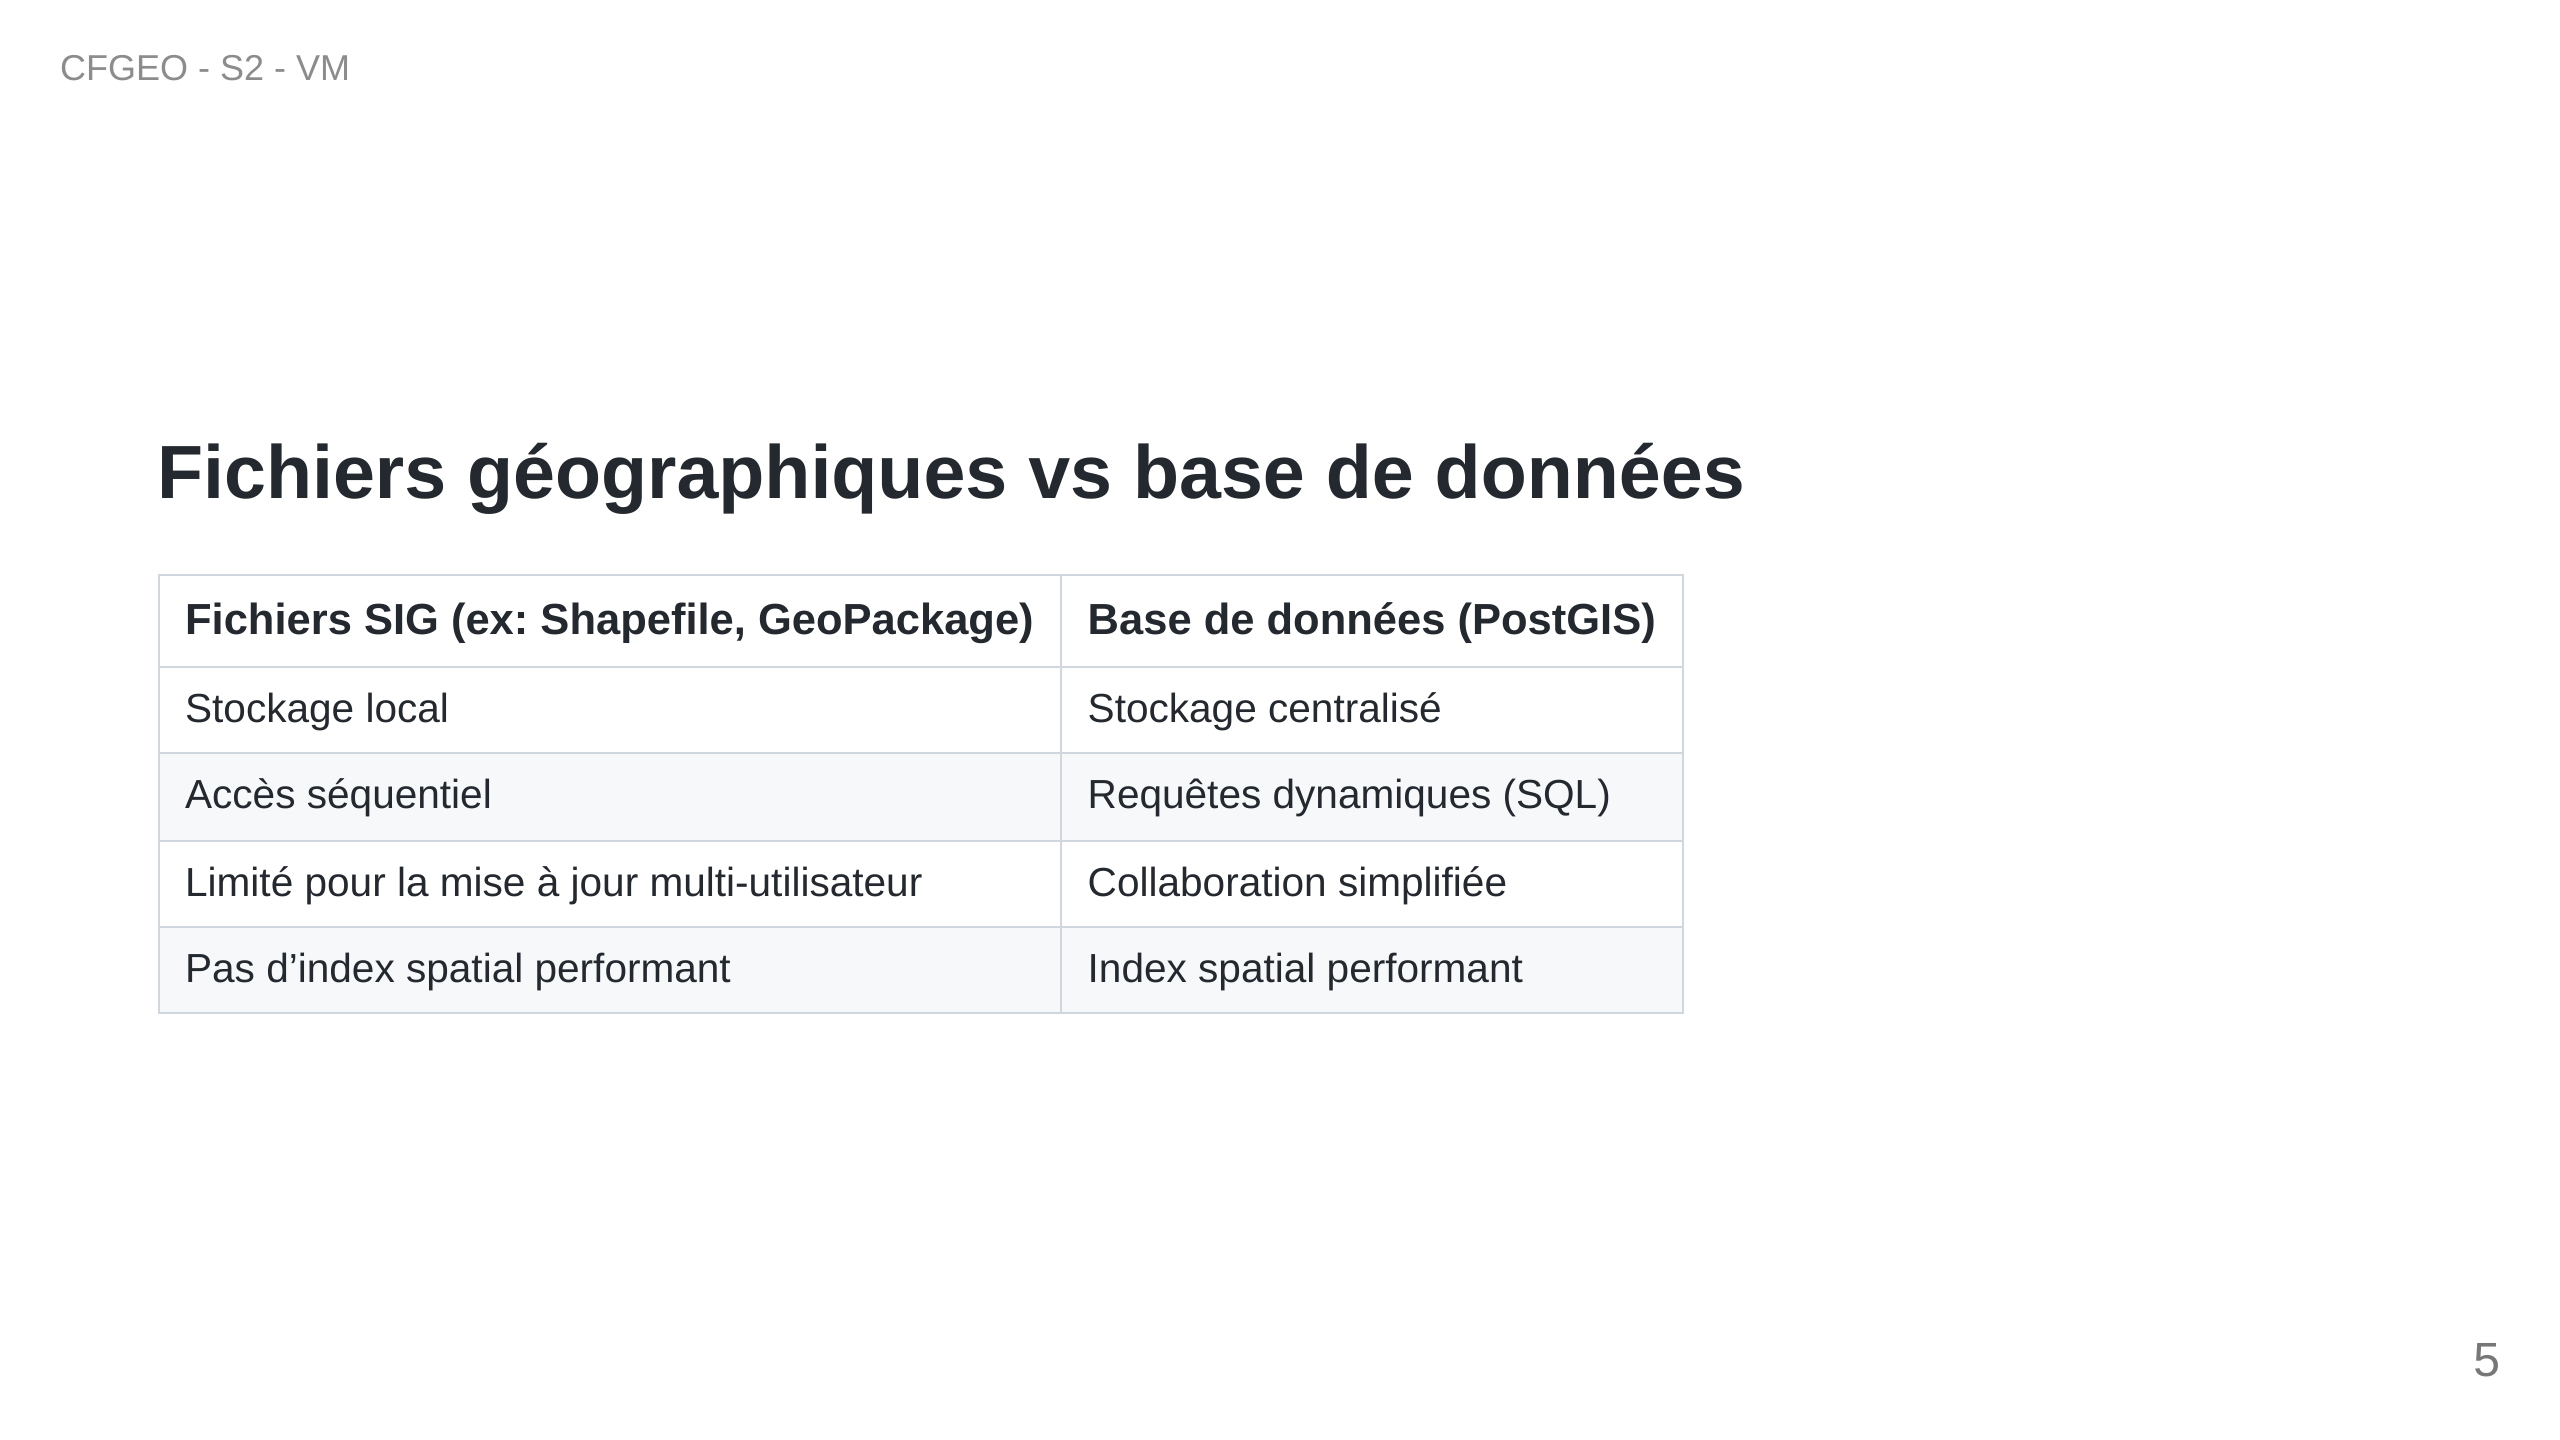 CFGEO - S2 - VM
Fichiers géographiques vs base de données
Fichiers SIG (ex: Shapefile, GeoPackage) Base de données (PostGIS)
Stockage local Stockage centralisé
Accès séquentiel Requêtes dynamiques (SQL)
Limité pour la mise à jour multi-utilisateur Collaboration simplifiée
Pas d’index spatial performant Index spatial performant
5